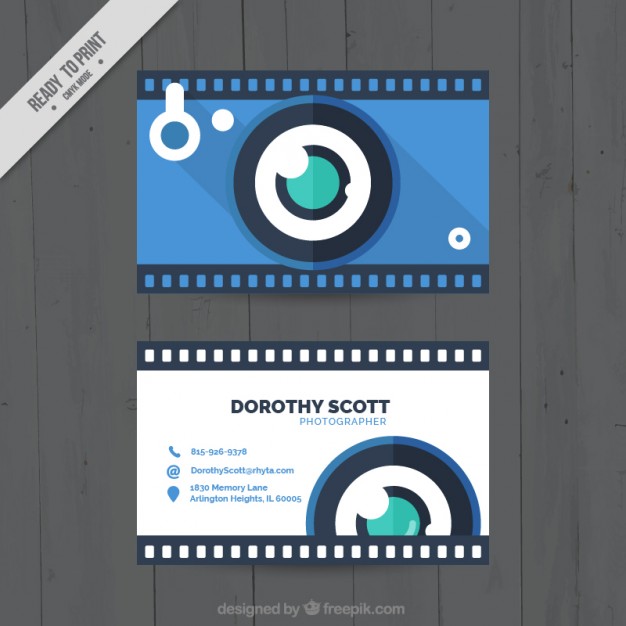 READY TO PRINT
CMYK MODE
DOROTHY SCOTT
PHOTOGRAPHER
815-926-9378
@ DorothyScott@rhyta.com
1830 Memory Lane
Arlington Heights, IL 60005
designed by freepik.com